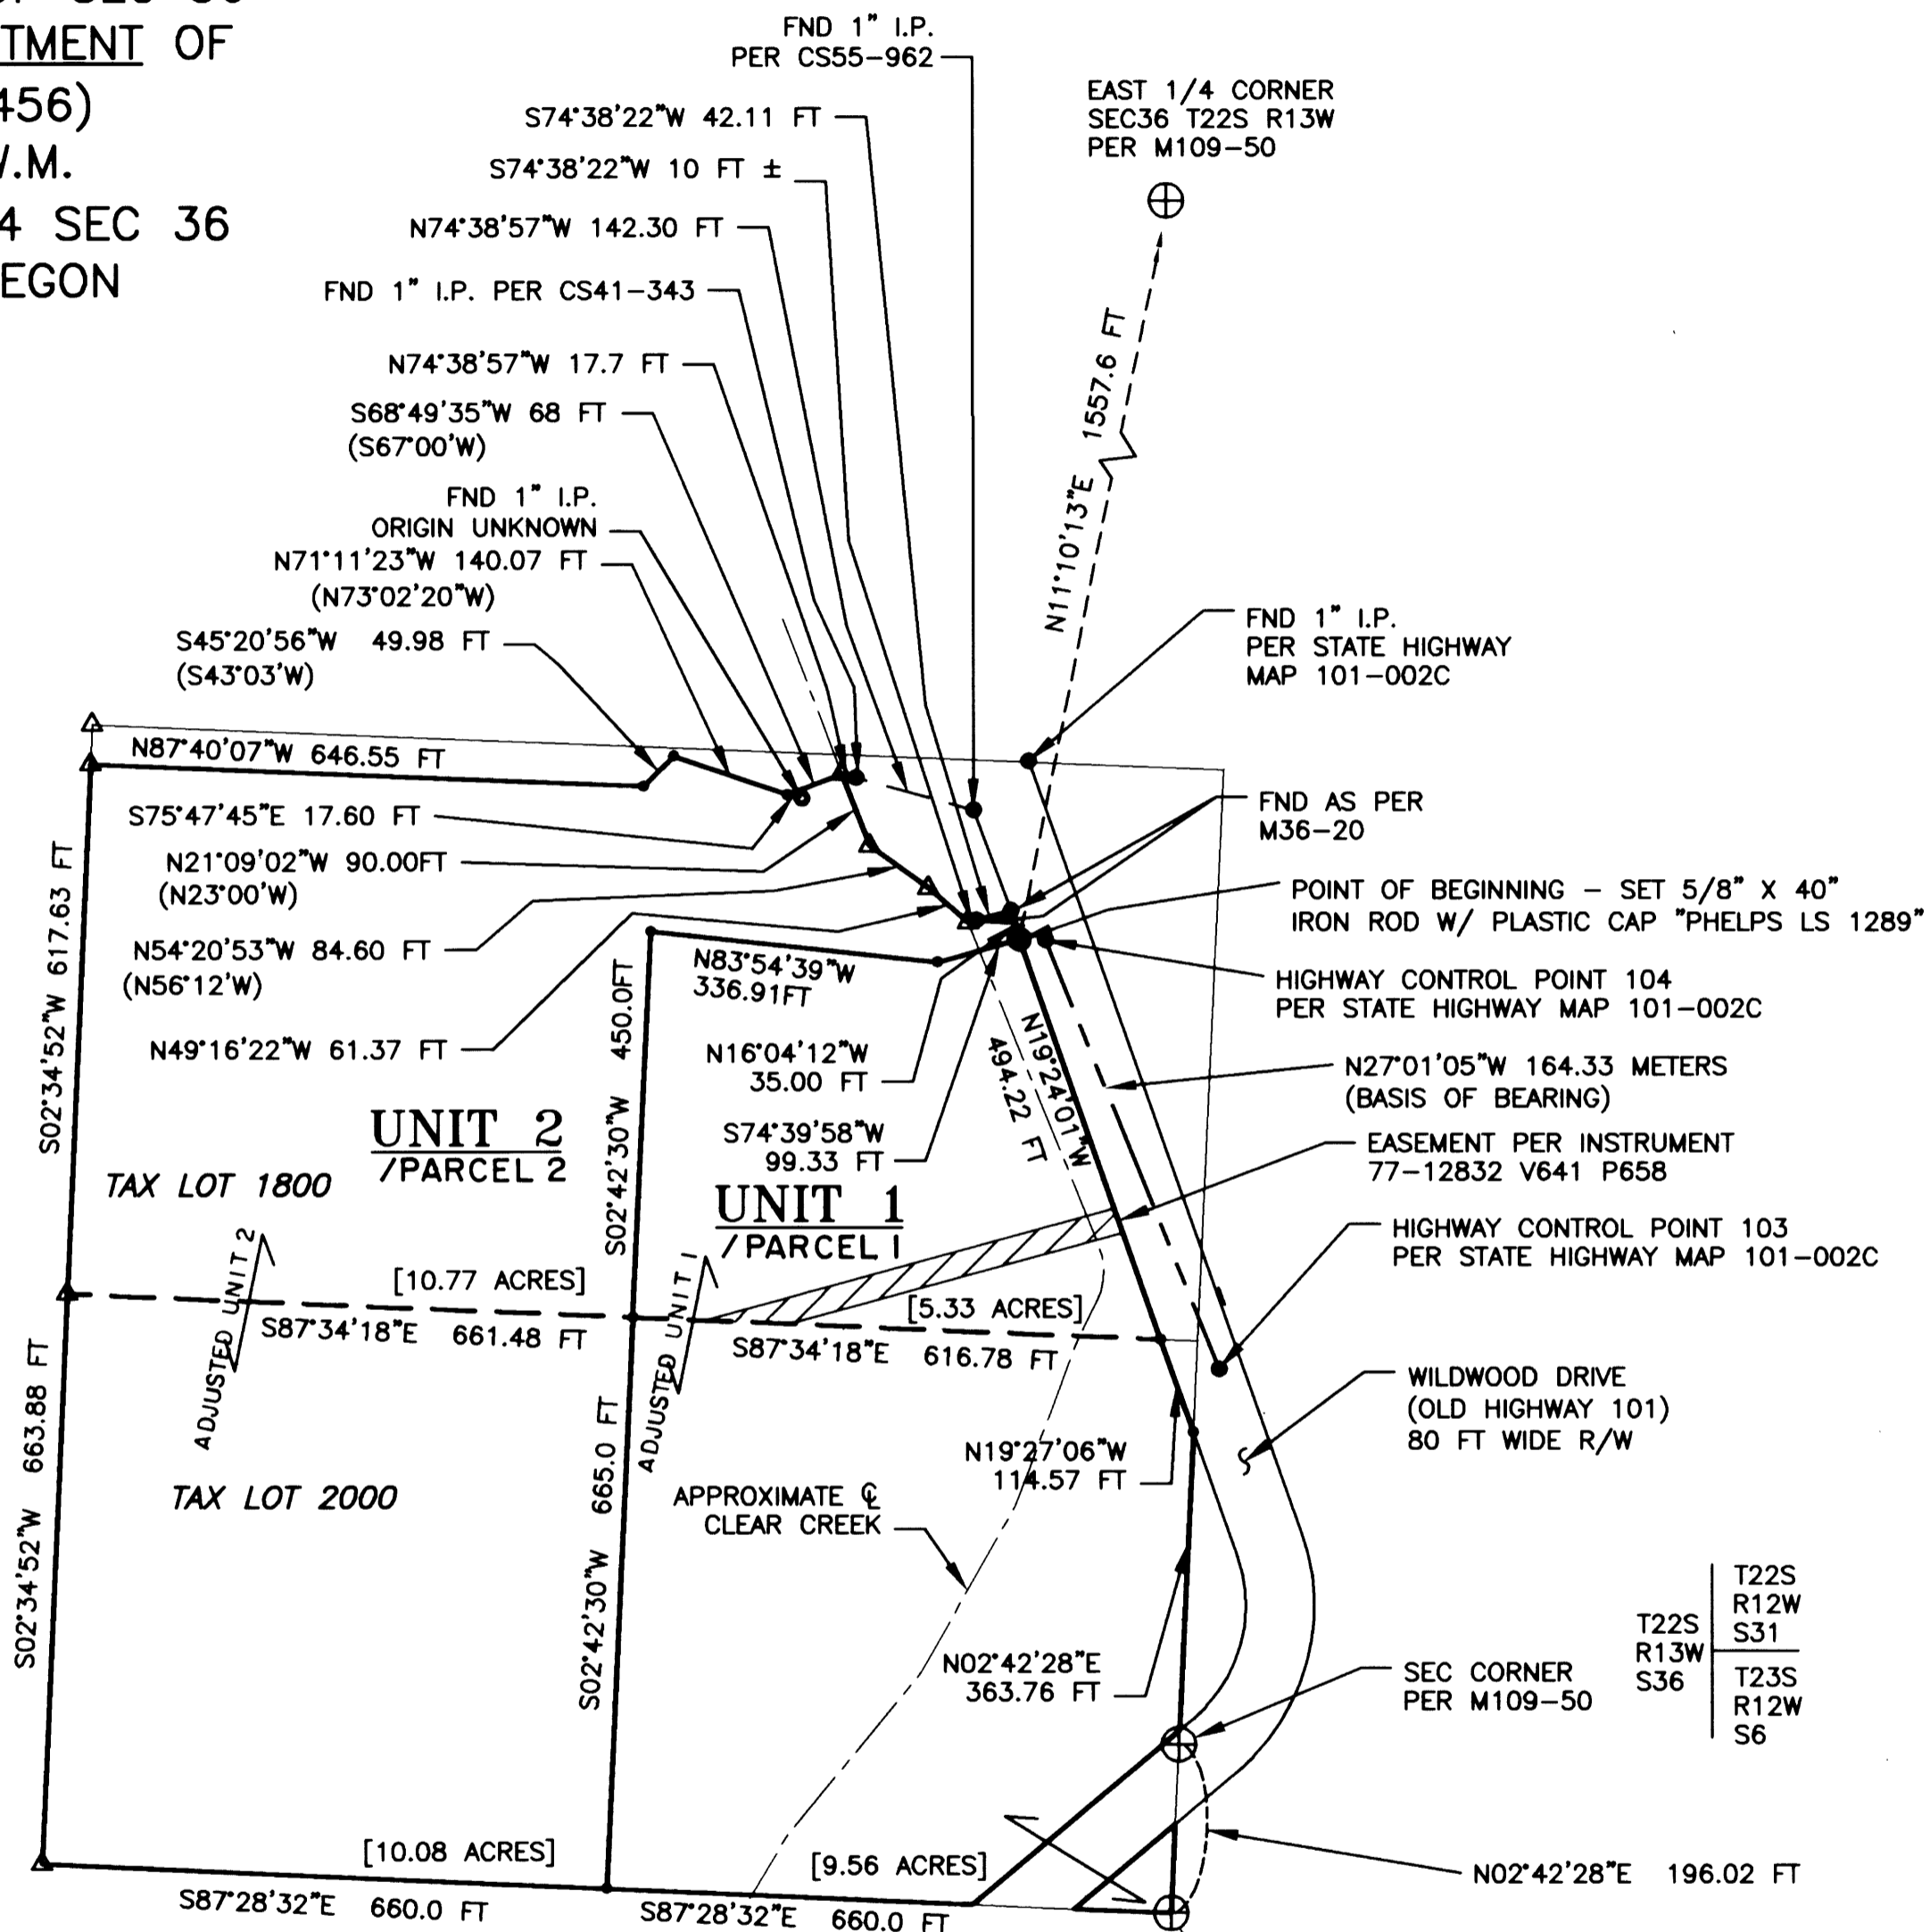 TMENT OF
456)
W.M.
4 SEC 36
EGON
FND 1" I.P.
PER CS55-962
S74°38'22"W 42.11 FT
S74°38'22"W 10 FT ±
N74°38'57"W 142.30 FT
FND 1" I.P. PER CS41-343
N74°38'57"W 17.7 FT
S68°49'35"W 68 FT
(S67°00'W)
FND 1" I.P.
ORIGIN UNKNOWN
N71°11'23"W 140.07 FT
(N73°02'20"W)
S45°20'56"W 49.98 FT
(S43°03'W)
EAST 1/4 CORNER
SEC36 T22S R13W
PER M109-50
N11°10'13"E 1557.6 FT
FND 1" I.P.
PER STATE HIGHWAY
MAP 101-002C
N87°40'07"W 646.55 FT
S75°47'45"E 17.60 FT
N21°09'02"W 90.00FT
(N23°00'W)
N54°20'53"W 84.60 FT
(N56°12'W)
N49°16'22"W 61.37 FT
FND AS PER
M36-20
POINT OF BEGINNING - SET 5/8" X 40"
IRON ROD W/ PLASTIC CAP "PHELPS LS 1289"
HIGHWAY CONTROL POINT 104
PER STATE HIGHWAY MAP 101-002C
N27°01'05"W 164.33 METERS
(BASIS OF BEARING)
EASEMENT PER INSTRUMENT
77-12832 V641 P658
HIGHWAY CONTROL POINT 103
PER STATE HIGHWAY MAP 101-002C
WILDWOOD DRIVE
(OLD HIGHWAY 101)
80 FT WIDE R/W
S02°34'52"W 617.63 FT
N83°54'39"W
336.91FT
S02°42'30"W 450.0FT
N16°04'12"W
35.00 FT
S74°39'58"W
99.33 FT
N19°24'01"W
494.22 FT
UNIT 2
/PARCEL 2
TAX LOT 1800
UNIT 1
/PARCEL 1
ADJUSTED UNIT 2
[10.77 ACRES]
S87°34'18"E 661.48 FT
ADJUSTED UNIT 1
[5.33 ACRES]
S87°34'18"E 616.78 FT
S02°34'52"W 663.88 FT
TAX LOT 2000
S02°42'30"W 665.0 FT
N19°27'06"W
114.57 FT
APPROXIMATE ℄
CLEAR CREEK
N02°42'28"E
363.76 FT
SEC CORNER
PER M109-50
T22S
R13W
S36
T22S
R12W
S31
T23S
R12W
S6
N02°42'28"E 196.02 FT
[10.08 ACRES]
S87°28'32"E 660.0 FT
[9.56 ACRES]
S87°28'32"E 660.0 FT